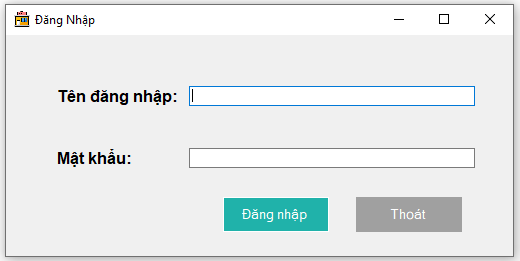 Đăng Nhập
Tên đăng nhập:
Mật khẩu:
Đăng nhập Thoát